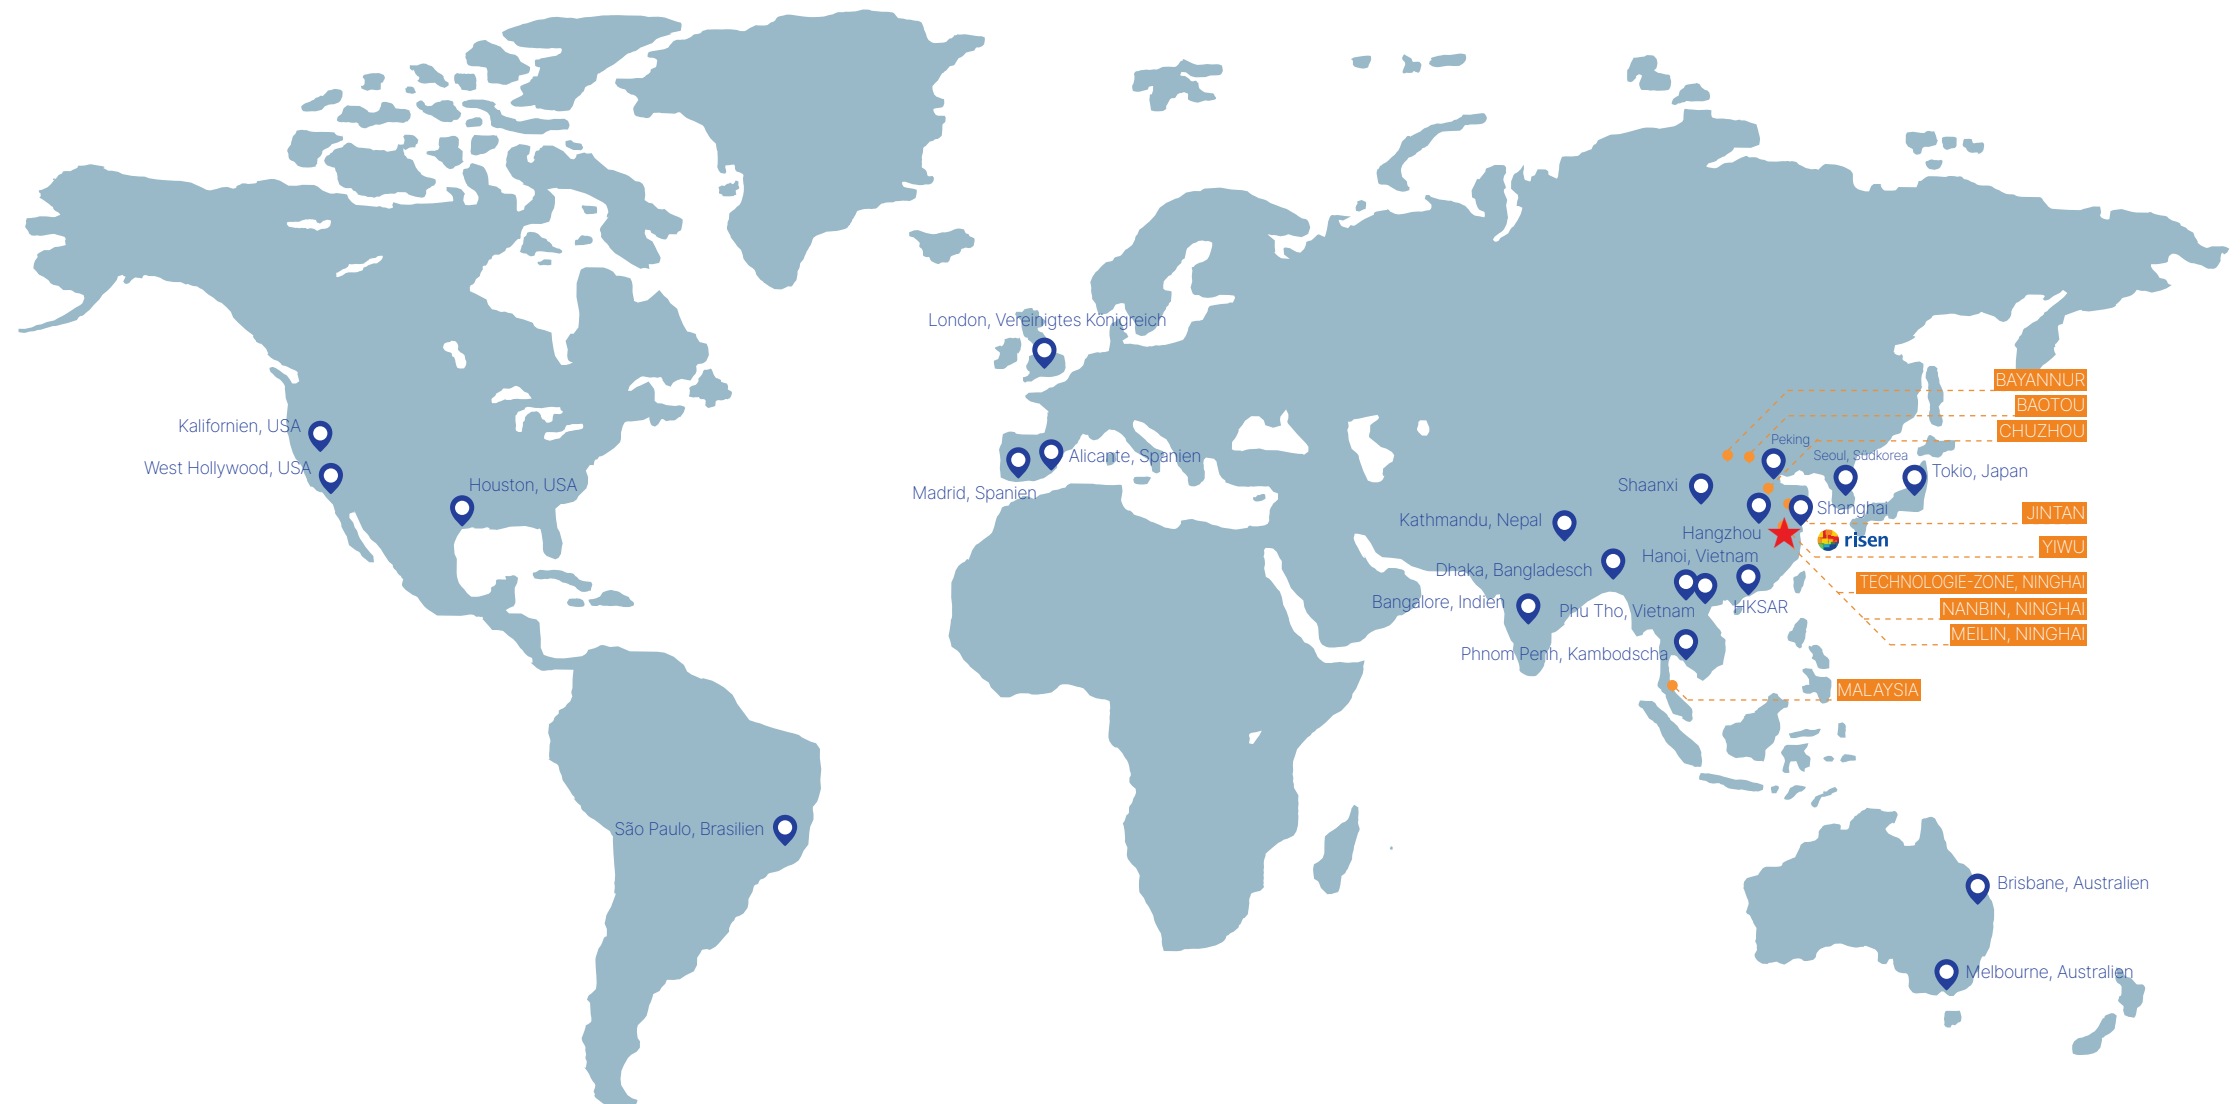 London, Vereinigtes Königreich
BAYANNUR
BAOTOU
Kalifornien, USA
CHUZHOU
Peking
Alicante, Spanien
Seoul, Südkorea
West Hollywood, USA
Tokio, Japan
Houston, USA
Shaanxi
Madrid, Spanien
Shanghai
JINTAN
Kathmandu, Nepal
Hangzhou
risen
YIWU
Hanoi, Vietnam
Dhaka, Bangladesch
TECHNOLOGIE-ZONE, NINGHAI
Bangalore, Indien
Phu Tho, Vietnam
HKSAR
NANBIN, NINGHAI
MEILIN, NINGHAI
Phnom Penh, Kambodscha
MALAYSIA
São Paulo, Brasilien
Brisbane, Australien
Melbourne, Australien